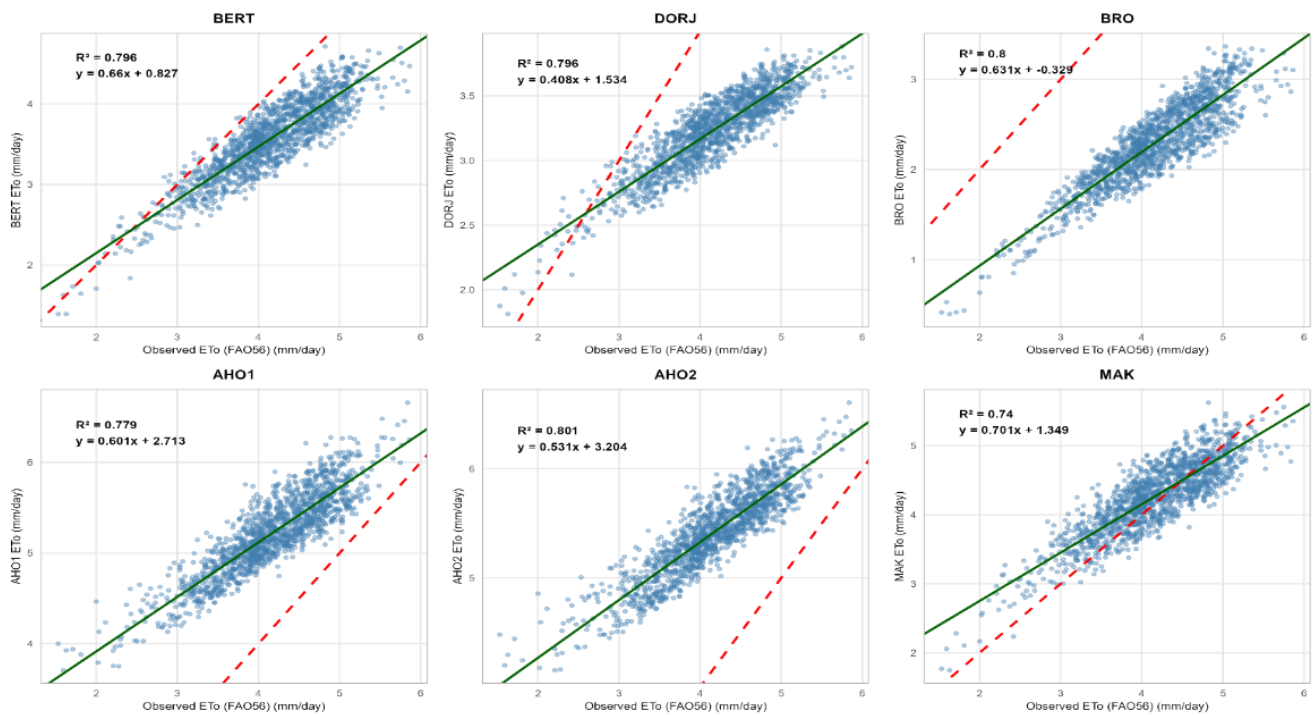 BERT
R² = 0.796
y = 0.66x + 0.827
4
3
2
BERT ETo (mm/day)
2 3 4 5 6
Observed ETo (FAO56) (mm/day)
DORJ
R² = 0.796
y = 0.408x + 1.534
3.5
3.0
2.5
2.0
DORJ ETo (mm/day)
2 3 4 5 6
Observed ETo (FAO56) (mm/day)
BRO
R² = 0.8
y = 0.631x + -0.329
3
2
1
BRO ETo (mm/day)
2 3 4 5 6
Observed ETo (FAO56) (mm/day)
AHO1
R² = 0.779
y = 0.601x + 2.713
6
5
4
AHO1 ETo (mm/day)
2 3 4 5 6
Observed ETo (FAO56) (mm/day)
AHO2
R² = 0.801
y = 0.531x + 3.204
6
5
AHO2 ETo (mm/day)
2 3 4 5 6
Observed ETo (FAO56) (mm/day)
MAK
R² = 0.74
y = 0.701x + 1.349
5
4
3
2
MAK ETo (mm/day)
2 3 4 5 6
Observed ETo (FAO56) (mm/day)